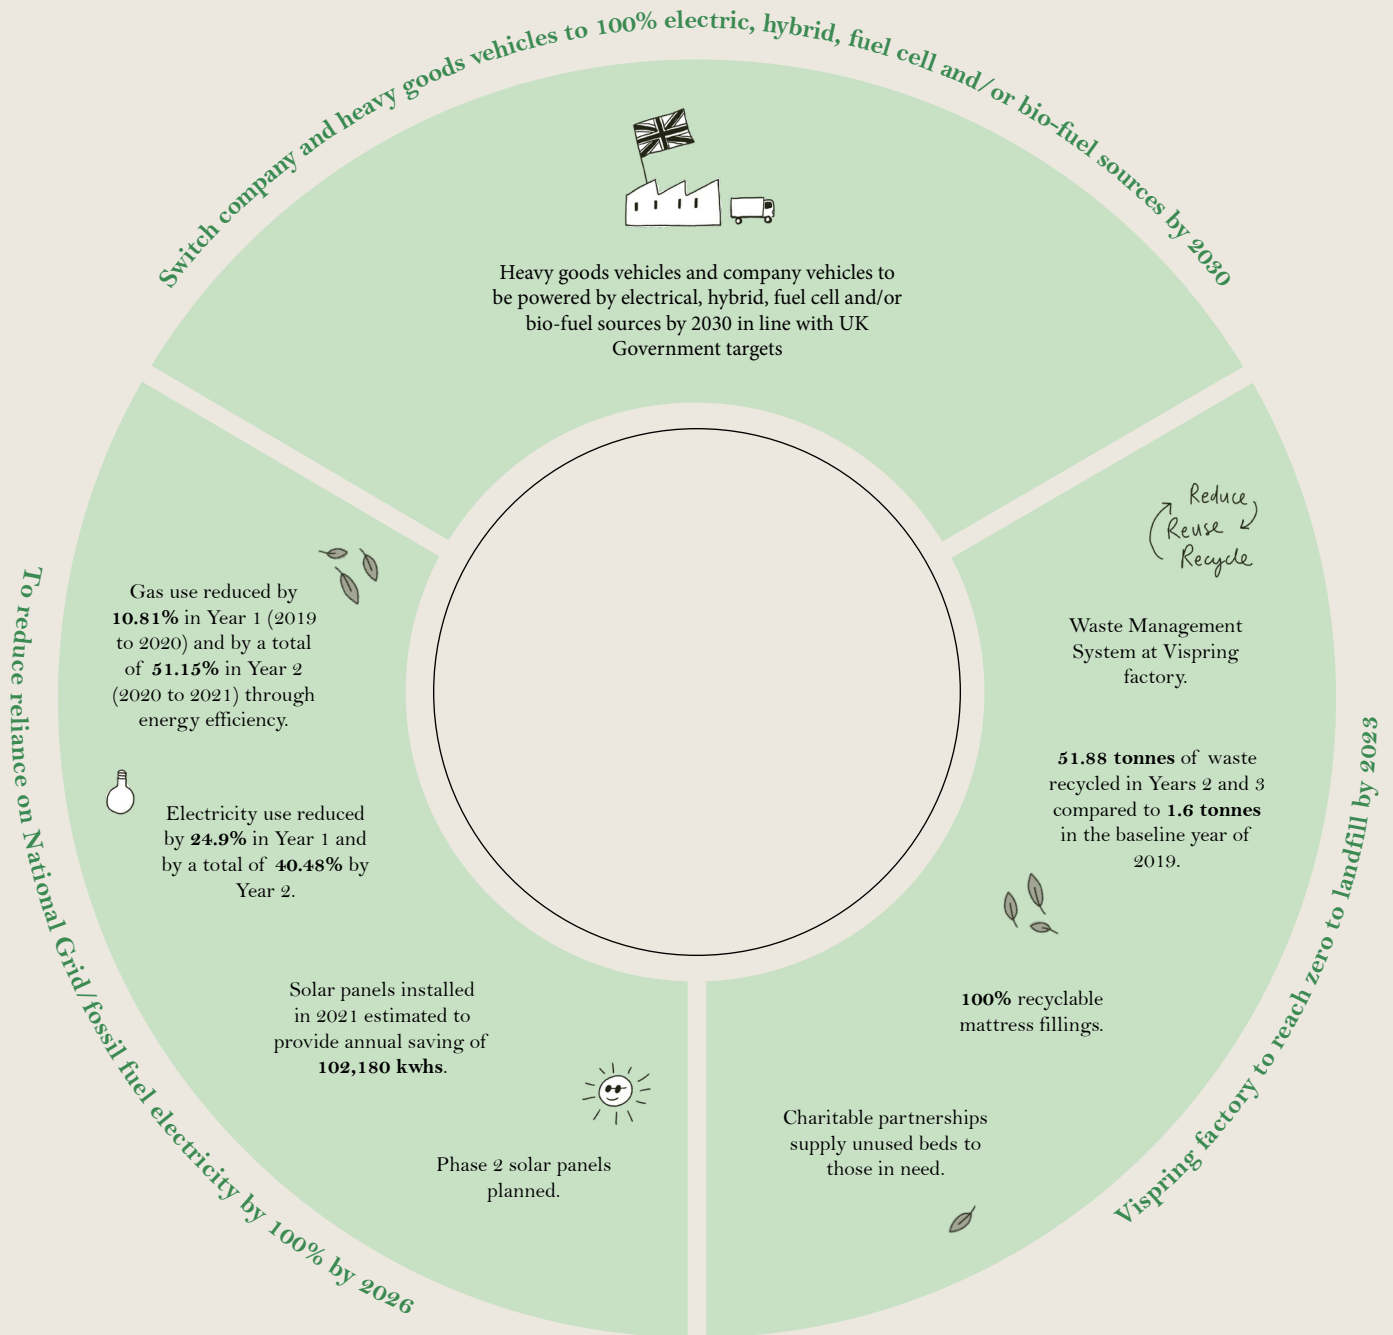 Switch company and heavy goods vehicles to 100% electric, hybrid, fuel cell and/or bio-fuel sources by 2030
Heavy goods vehicles and company vehicles to
be powered by electrical, hybrid, fuel cell and/or
bio-fuel sources by 2030 in line with UK
Government targets
To reduce reliance on National Grid/fossil fuel electricity by 100% by 2026
Gas use reduced by
10.81% in Year 1 (2019
to 2020) and by a total
of 51.15% in Year 2
(2020 to 2021) through
energy efficiency.
Electricity use reduced
by 24.9% in Year 1 and
by a total of 40.48% by
Year 2.
Solar panels installed
in 2021 estimated to
provide annual saving of
102,180 kwhs.
Phase 2 solar panels
planned.
Vispring factory to reach zero to landfill by 2023
Reduce
Reuse
Recycle
Waste Management
System at Vispring
factory.
51.88 tonnes of waste
recycled in Years 2 and 3
compared to 1.6 tonnes
in the baseline year of
2019.
100% recyclable
mattress fillings.
Charitable partnerships
supply unused beds to
those in need.